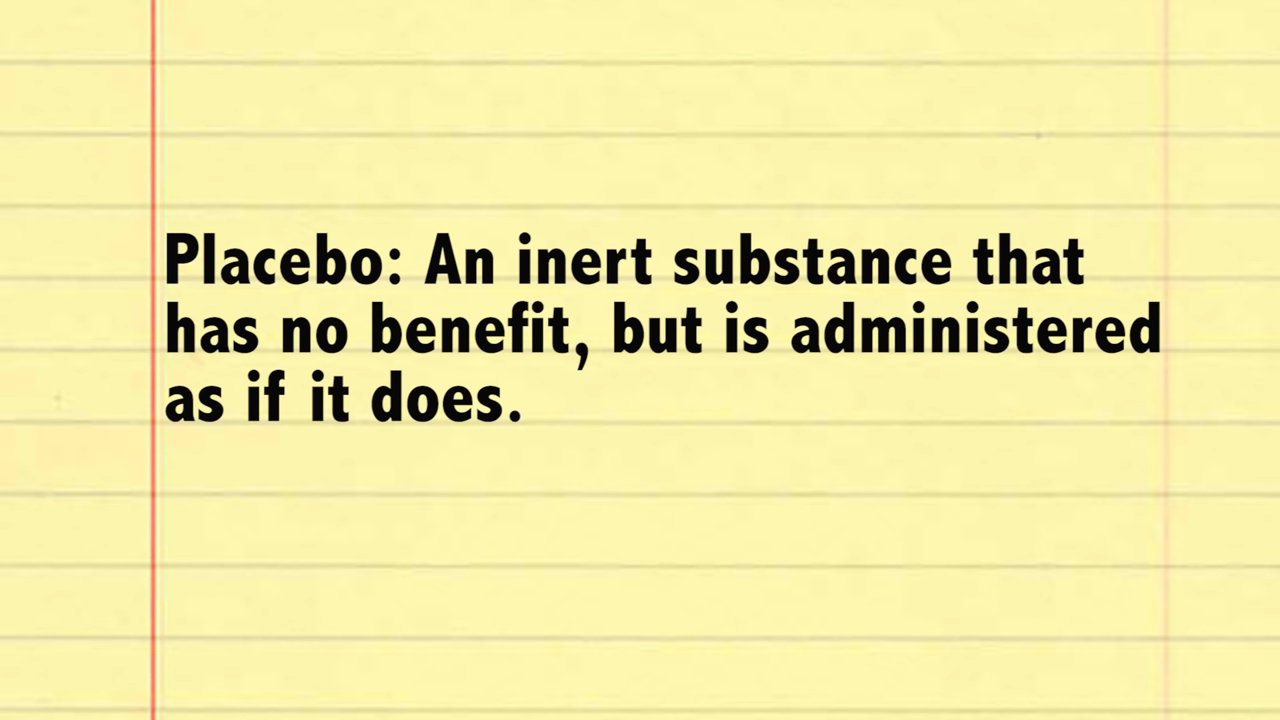 Placebo: An inert substance that
has no benefit, but is administered
as if it does.